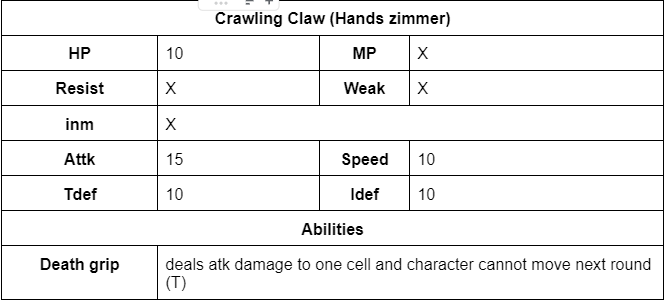 Crawling Claw (Hands zimmer)
HP 10 MP X
Resist X Weak X
inm X
Attk 15 Speed 10
Tdef 10 Idef 10
Abilities
Death grip deals atk damage to one cell and character cannot move next round
(T)